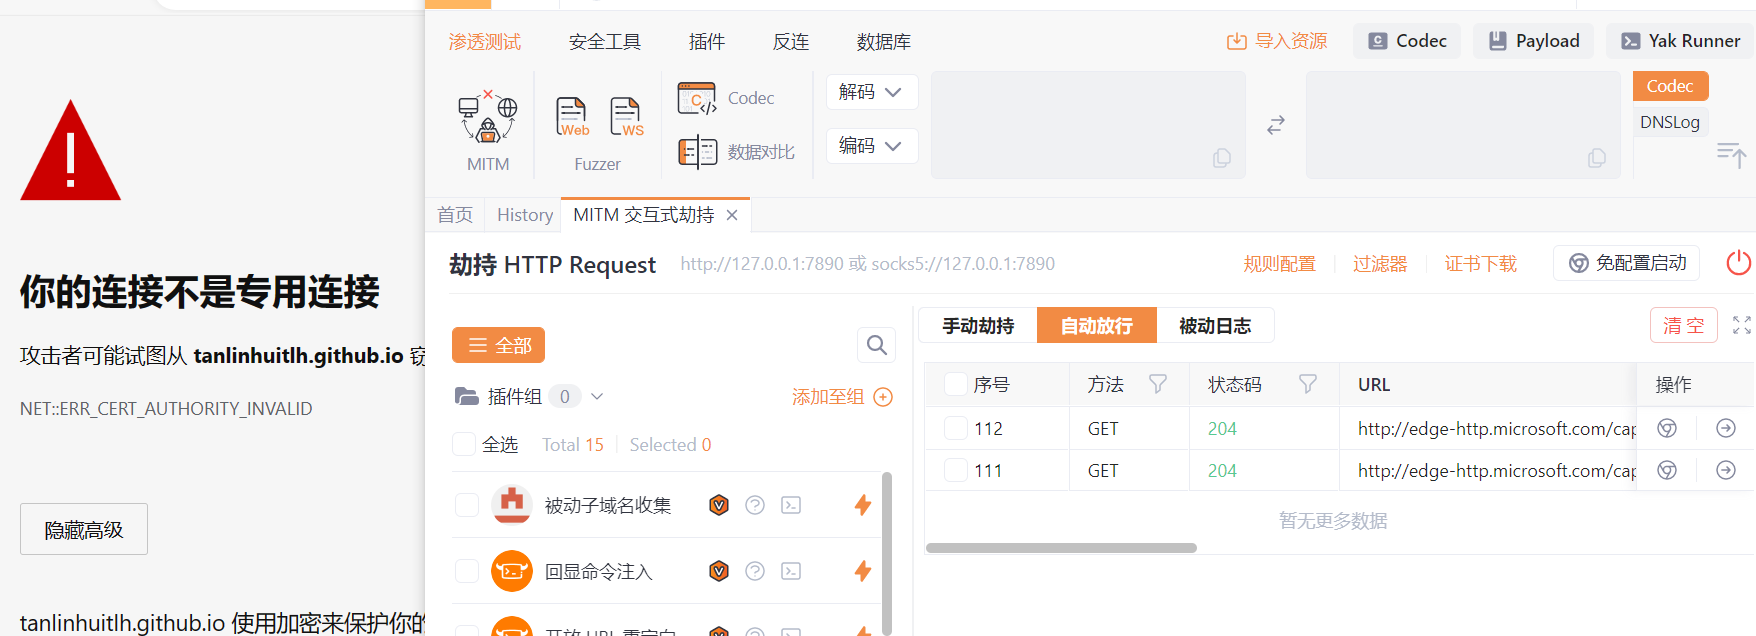 渗透测试 安全工具 插件 反连 数据库 导入资源 Codec Payload Yak Runner
MITM
Web WS
Fuzzer
Codec
数据对比
解码
编码
Codec
DNSLog
首页 History MITM 交互式劫持
劫持 HTTP Request http://127.0.0.1:7890 或 socks5://127.0.0.1:7890 规则配置 过滤器 证书下载 免配置启动
你的连接不是专用连接
攻击者可能试图从 tanlinhuitlh.github.io 窃
NET::ERR_CERT_AUTHORITY_INVALID
隐藏高级
tanlinhuitlh.github.io 使用加密来保护你的
全部
插件组 0 添加至组
全选 Total 15 Selected 0
被动子域名收集
回显命令注入
开放 URL 重定向
手动劫持 自动放行 被动日志 清 空
序号 方法 状态码 URL 操作
112 GET 204 http://edge-http.microsoft.com/cap
111 GET 204 http://edge-http.microsoft.com/cap
暂无更多数据